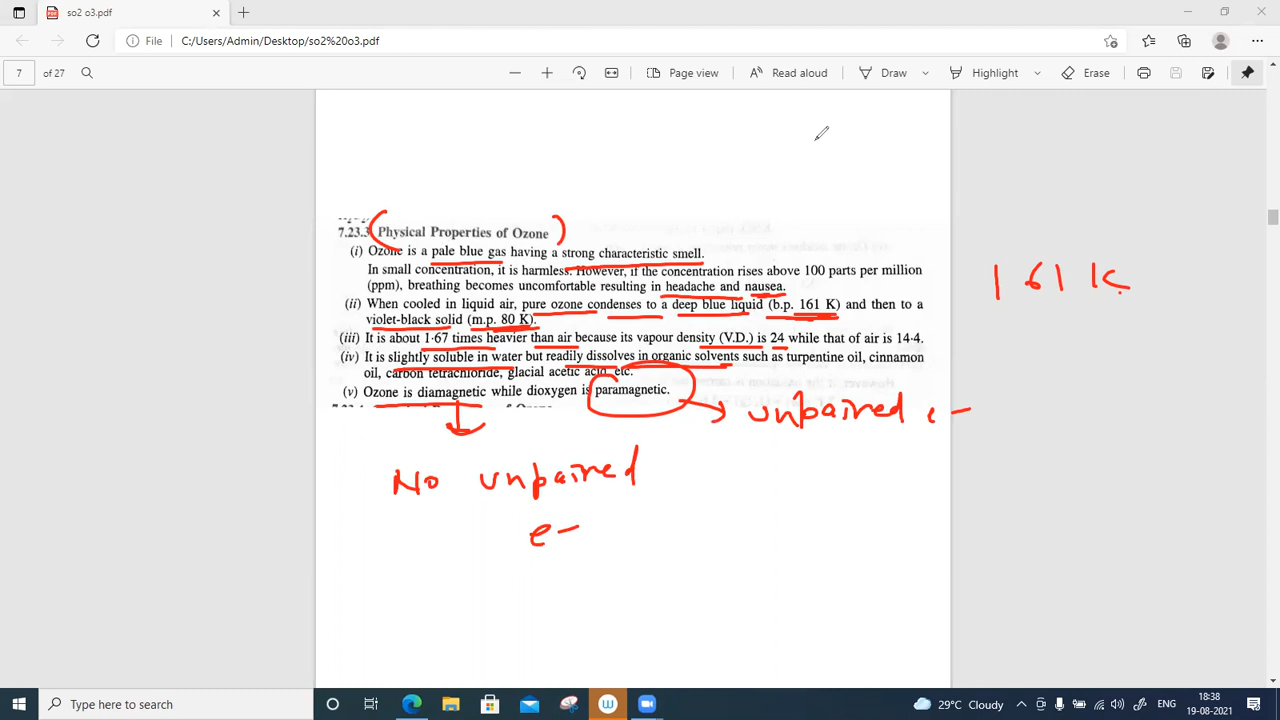 so2 o3.pdf
File C:/Users/Admin/Desktop/so2%20o3.pdf
7 of 27 Page view Read aloud Draw Highlight Erase
7.23.3 Physical Properties of Ozone
(i) Ozone is a pale blue gas having a strong characteristic smell.
In small concentration, it is harmless. However, if the concentration rises above 100 parts per million
(ppm), breathing becomes uncomfortable resulting in headache and nausea.
161 K
(ii) When cooled in liquid air, pure ozone condenses to a deep blue liquid (b.p. 161 K) and then to a
violet-black solid (m.p. 80 K).
(iii) It is about 1·67 times heavier than air because its vapour density (V.D.) is 24 while that of air is 14·4.
(iv) It is slightly soluble in water but readily dissolves in organic solvents such as turpentine oil, cinnamon
oil, carbon tetrachloride, glacial acetic acid, etc.
(v) Ozone is diamagnetic while dioxygen is paramagnetic.
unpaired e-
No unpaired
e-
Type here to search 29°C Cloudy ENG 18:38
19-08-2021